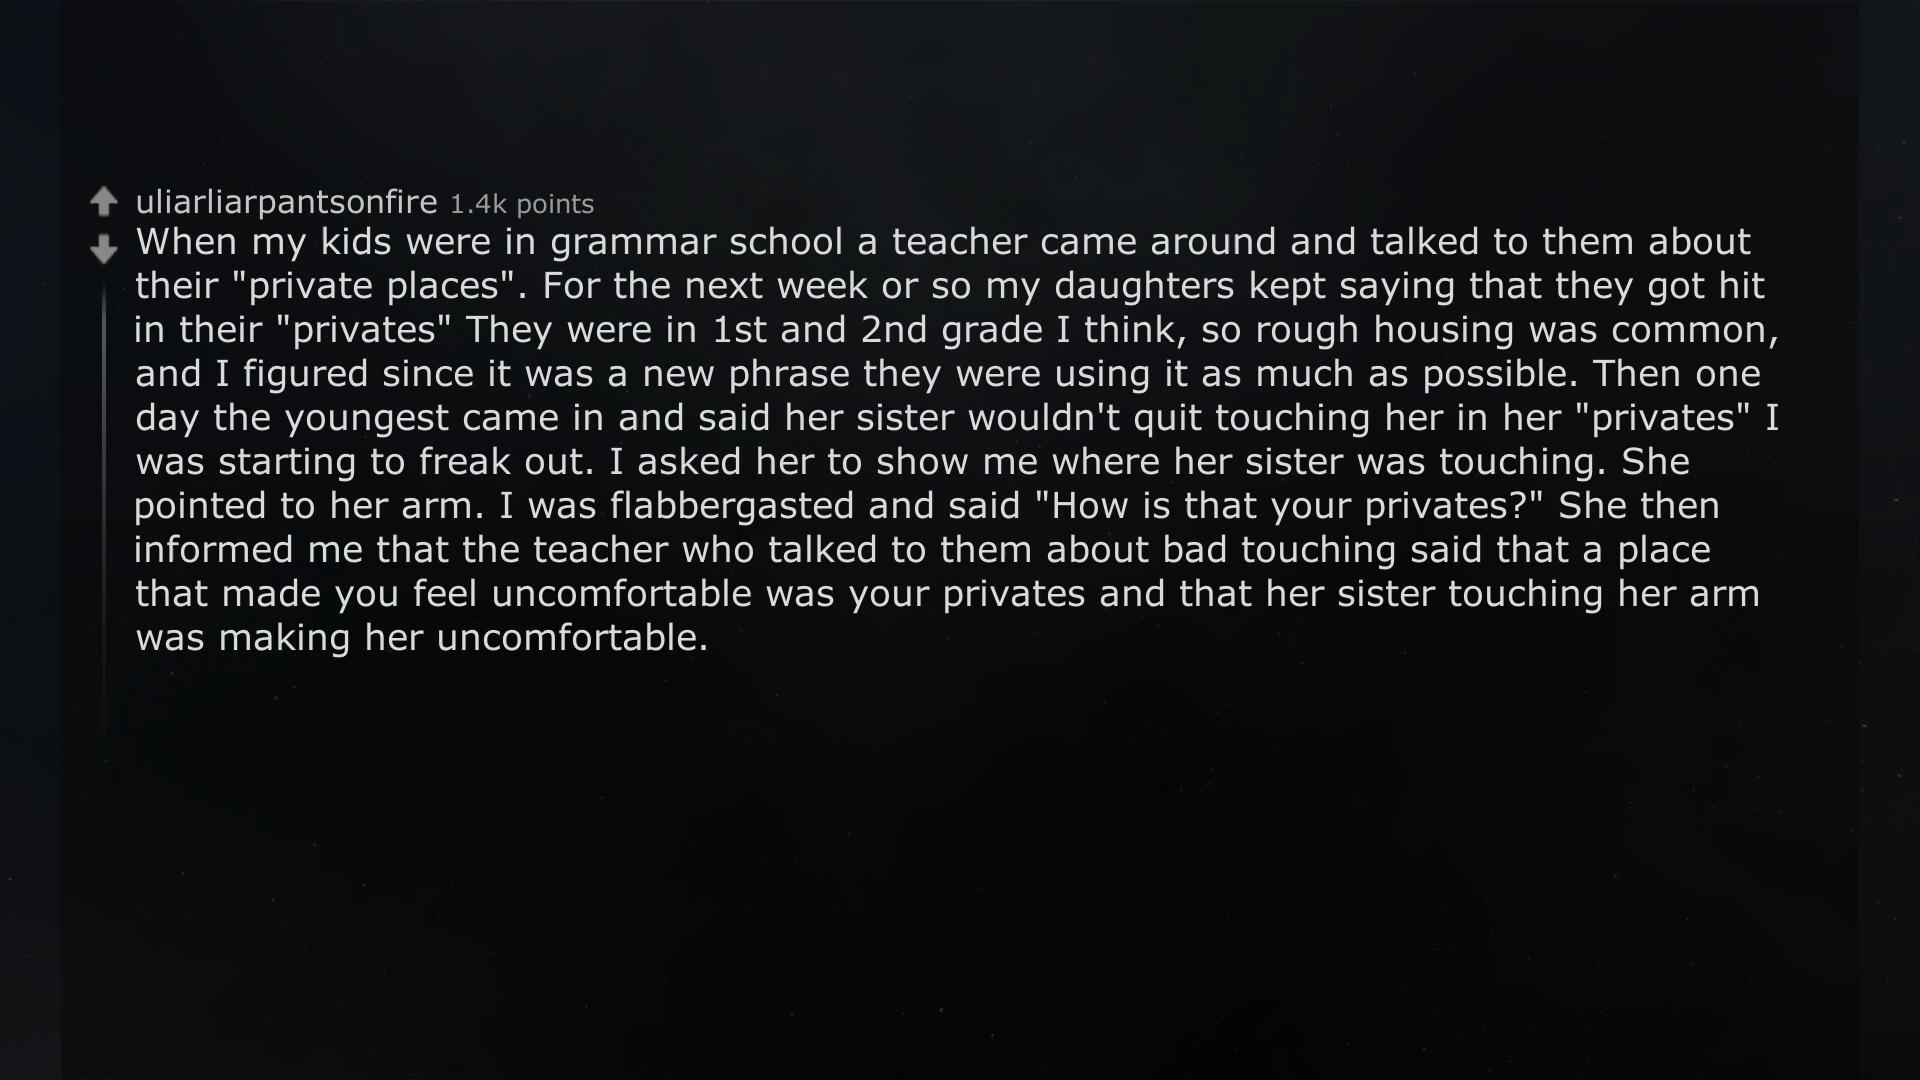 uliarliarpantsonfire 1.4k points
When my kids were in grammar school a teacher came around and talked to them about
their "private places". For the next week or so my daughters kept saying that they got hit
in their "privates" They were in 1st and 2nd grade I think, so rough housing was common,
and I figured since it was a new phrase they were using it as much as possible. Then one
day the youngest came in and said her sister wouldn't quit touching her in her "privates" I
was starting to freak out. I asked her to show me where her sister was touching. She
pointed to her arm. I was flabbergasted and said "How is that your privates?" She then
informed me that the teacher who talked to them about bad touching said that a place
that made you feel uncomfortable was your privates and that her sister touching her arm
was making her uncomfortable.